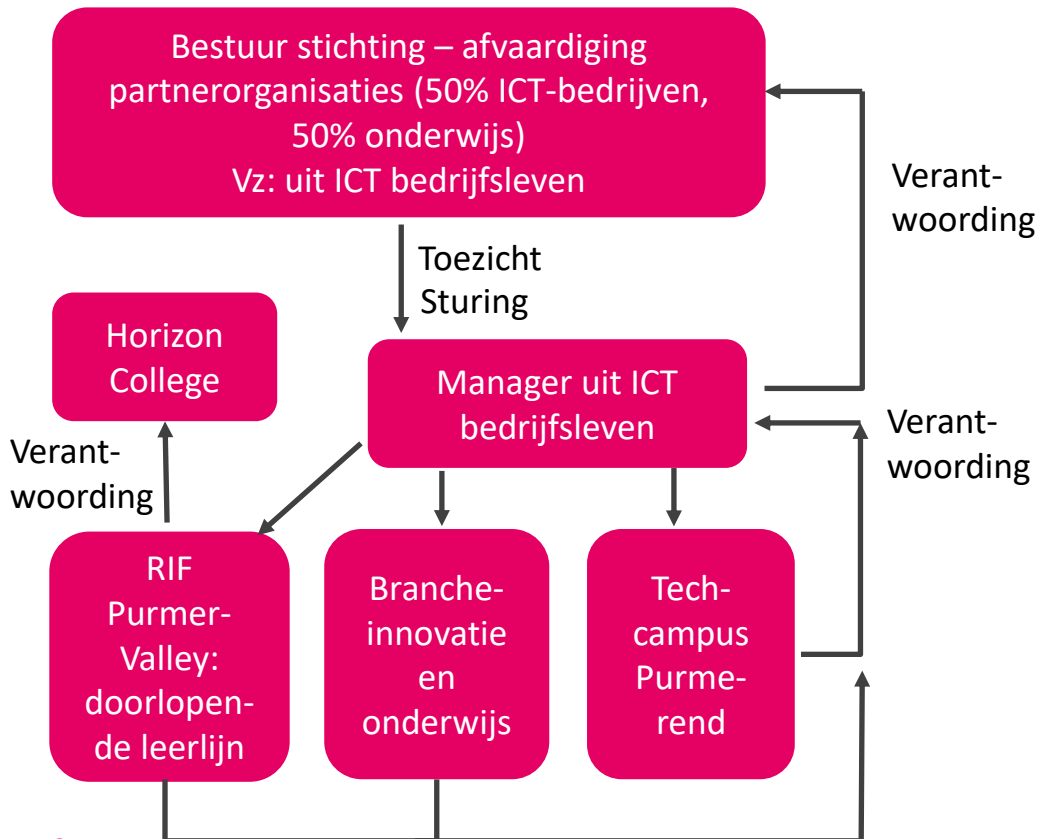 Bestuur stichting – afvaardiging
partnerorganisaties (50% ICT-bedrijven,
50% onderwijs)
Vz: uit ICT bedrijfsleven
Verant-
woording
Toezicht
Sturing
Horizon
College
Manager uit ICT
bedrijfsleven
Verant-
woording
Verant-
woording
RIF
Purmer-
Valley:
doorlopen-
de leerlijn
Branche-
innovatie
en
onderwijs
Tech-
campus
Purme-
rend